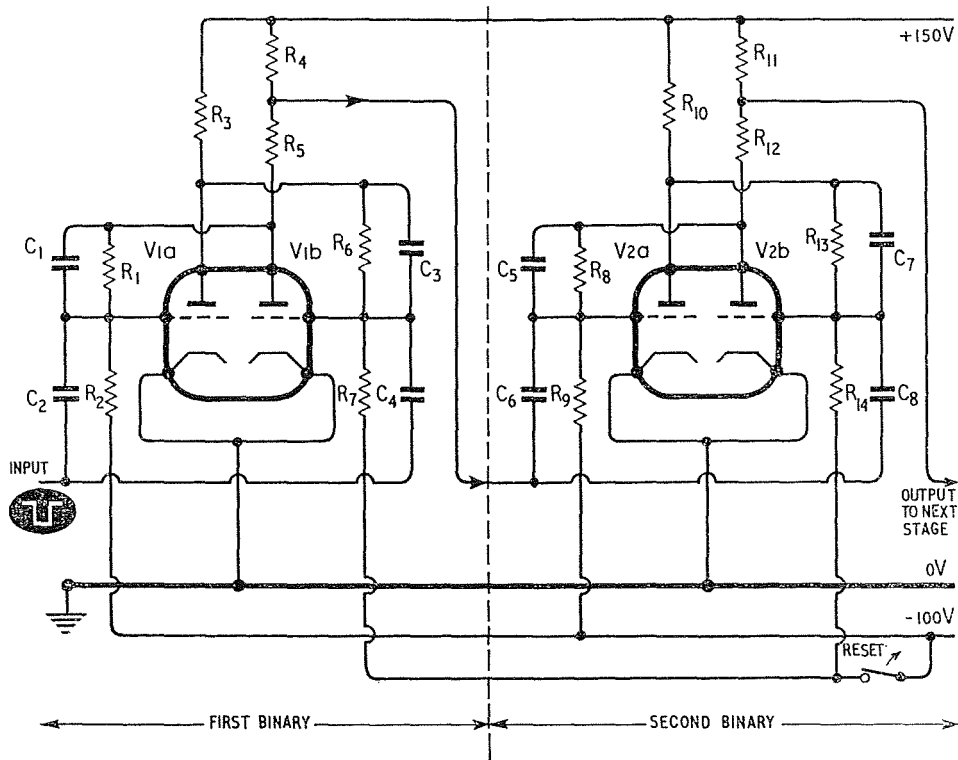 +150V
R4
R11
R3
R10
R5
R12
C1
V1a
V1b
R6
R1
C3
C5
V2a
V2b
R13
R8
C7
C2
R2
R7
C4
C6
R9
R14
C8
INPUT
OUTPUT
TO NEXT
STAGE
0V
-100V
RESET
FIRST BINARY
SECOND BINARY